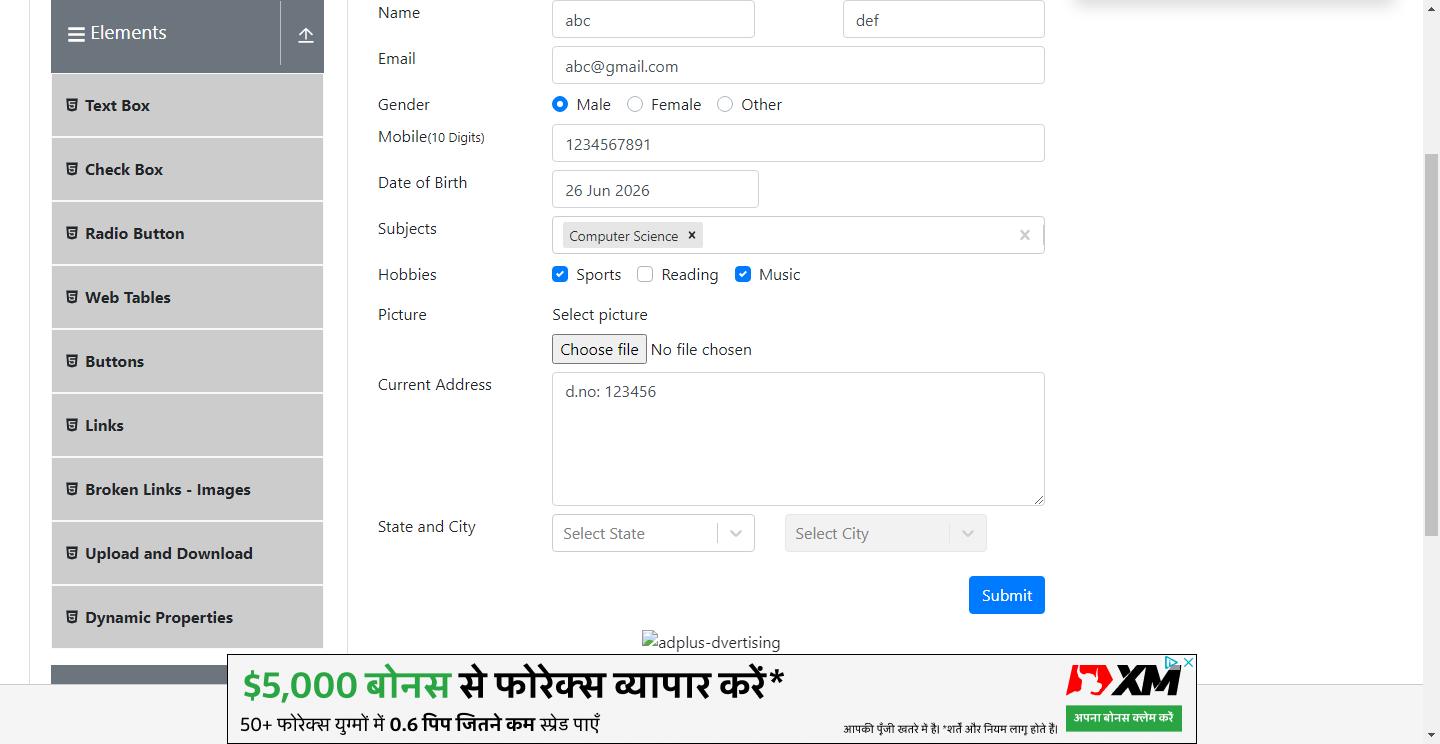 Elements
Text Box
Check Box
Radio Button
Web Tables
Buttons
Links
Broken Links - Images
Upload and Download
Dynamic Properties
Name abc def
Email abc@gmail.com
Gender Male Female Other
Mobile(10 Digits) 1234567891
Date of Birth 26 Jun 2026
Subjects Computer Science ×
Hobbies Sports Reading Music
Picture Select picture
Choose file No file chosen
Current Address d.no: 123456
State and City Select State Select City
Submit
adplus-dvertising
$5,000 बोनस से फोरेक्स व्यापार करें*
50+ फोरेक्स युग्मों में 0.6 पिप जितने कम स्प्रेड पाएँ
आपकी पूँजी खतरे में है। *शर्तें और नियम लागू होते हैं।
XM
अपना बोनस क्लेम करें